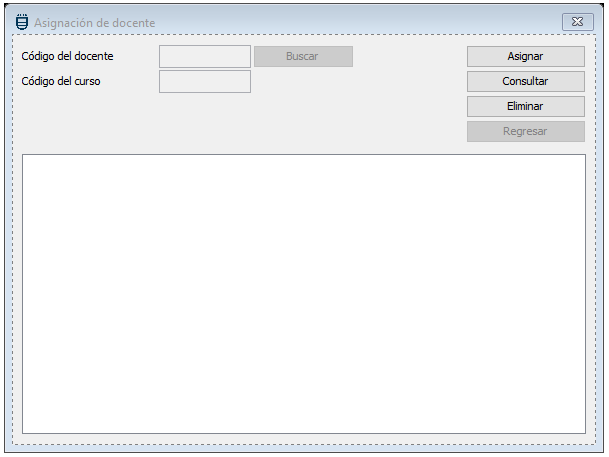 Asignación de docente
Código del docente
Buscar
Asignar
Código del curso
Consultar
Eliminar
Regresar